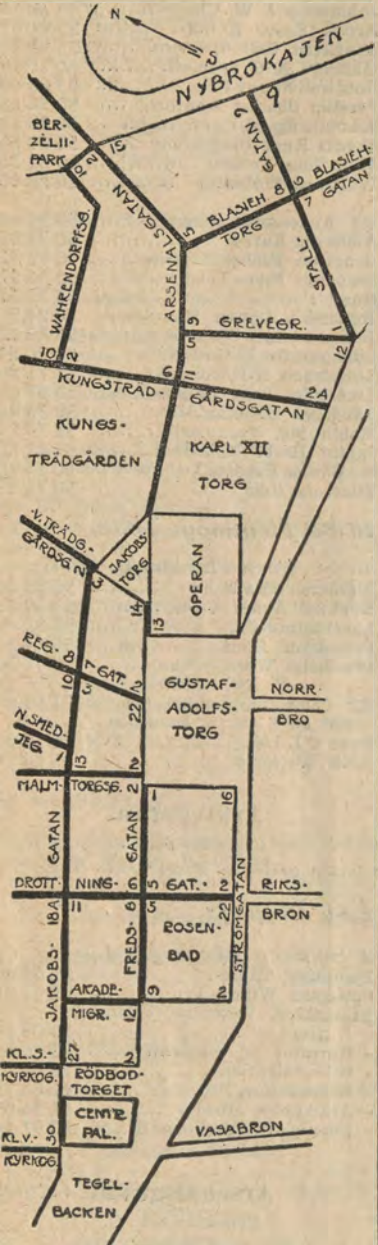 N
S
NYBROKAJEN
BER-
ZELII-
PARK
10
2
15
9
GATAN 9
ARSENALSGATAN
WAHRENDORFFSG.
5
BLASIEH-
TORG
8
6
7
BLASIEH-
GATAN
STALL-
9
5
GREVEGR.
1
12
10
2
6
11
KUNGSTRAD-
GÅRDSGATAN
2A
KUNGS-
TRÄDGÅRDEN
KARL XII
TORG
V. TRÄDG-
GÅRDSG.
2
3
JAKOBS-
TORG
OPERAN
14
13
REG.-
8
7
GAT.
2
10
5
22
GUSTAF-
ADOLFS-
TORG
NORR-
BRO
N. SMED-
JEG.
1
13
2
MALM-
TORGSG.
2
1
16
GATAN
GATAN
DROTT-
NING-
6
5
GAT.-
2
RIKS-
BRON
18A
11
8
5
22
STRÖMGATAN
JAKOBS-
FREDS-
ROSEN-
BAD
AKADE-
MIGR.
9
2
12
KL. S.-
KYRKOG.
27
2
RÖDBOD-
TORGET
CENTR.
PAL.
KL. V.-
KYRKOG.
30
VASABRON
TEGEL-
BACKEN